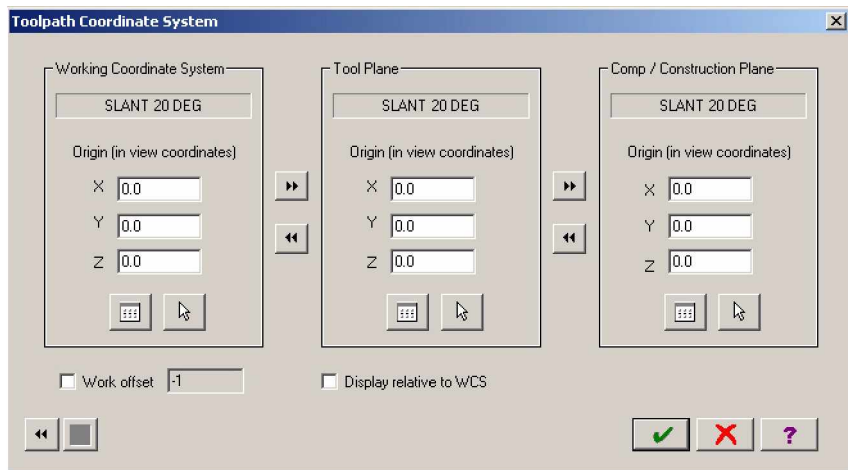 Toolpath Coordinate System
Working Coordinate System
SLANT 20 DEG
Origin (in view coordinates)
X 0.0
Y 0.0
Z 0.0
Work offset -1
Tool Plane
SLANT 20 DEG
Origin (in view coordinates)
X 0.0
Y 0.0
Z 0.0
Display relative to WCS
Comp / Construction Plane
SLANT 20 DEG
Origin (in view coordinates)
X 0.0
Y 0.0
Z 0.0
?